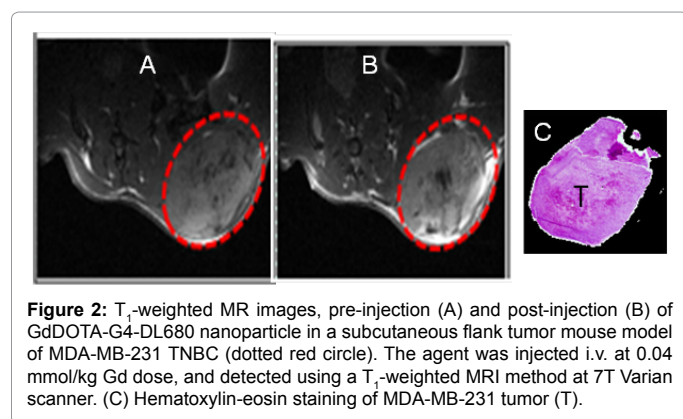 A
B
C
T
Figure 2: T1-weighted MR images, pre-injection (A) and post-injection (B) of
GdDOTA-G4-DL680 nanoparticle in a subcutaneous flank tumor mouse model
of MDA-MB-231 TNBC (dotted red circle). The agent was injected i.v. at 0.04
mmol/kg Gd dose, and detected using a T1-weighted MRI method at 7T Varian
scanner. (C) Hematoxylin-eosin staining of MDA-MB-231 tumor (T).